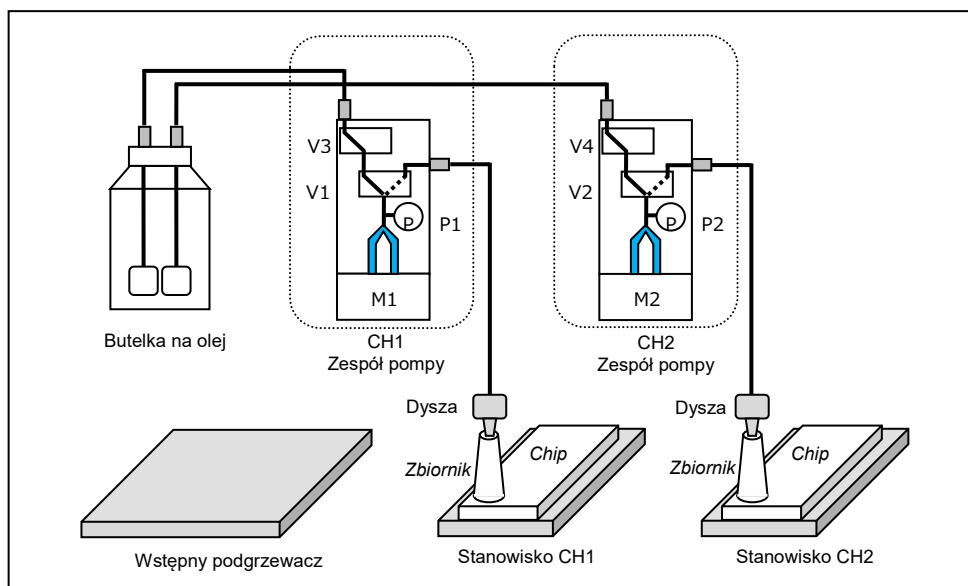 V3
V1
P
P1
M1
V4
V2
P
P2
M2
Butelka na olej
CH1
Zespół pompy
CH2
Zespół pompy
Dysza
Zbiornik
Chip
Dysza
Zbiornik
Chip
Wstępny podgrzewacz
Stanowisko CH1
Stanowisko CH2